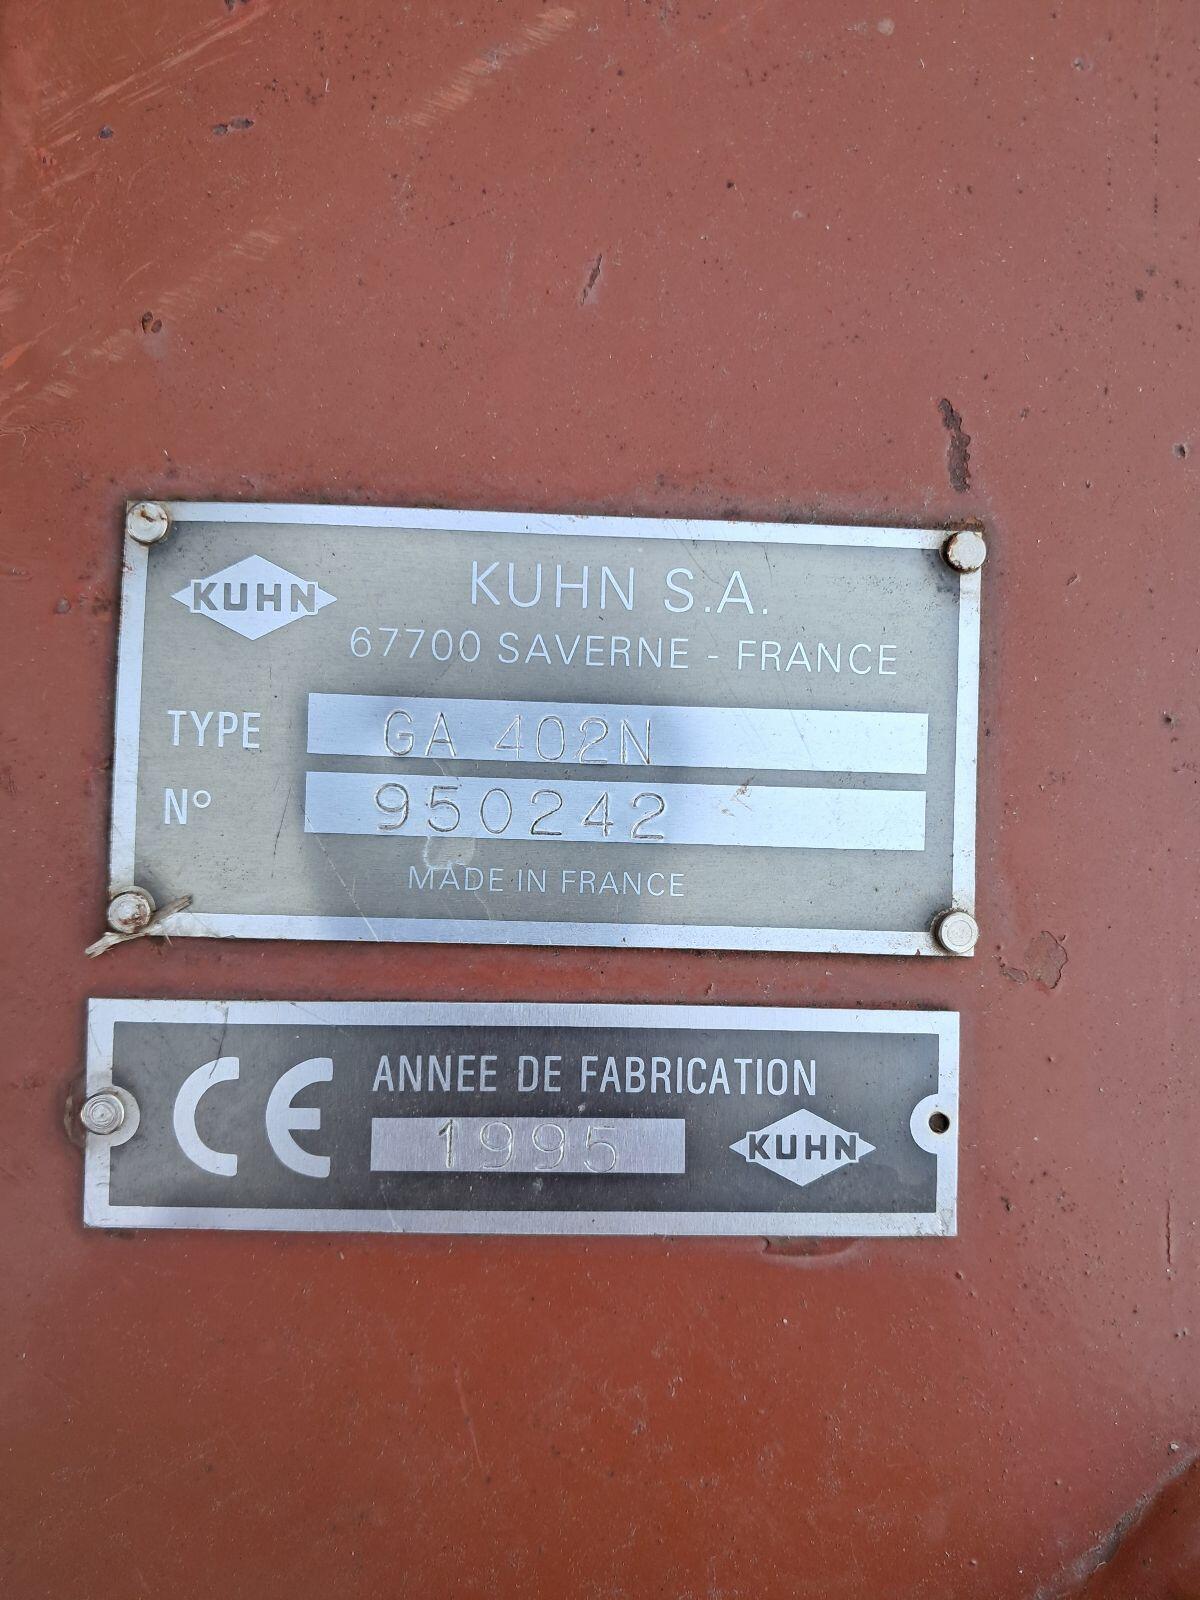 KUHN
KUHN S.A.
67700 SAVERNE - FRANCE
TYPE GA 402N
N° 950242
MADE IN FRANCE
CE
ANNEE DE FABRICATION
1995
KUHN